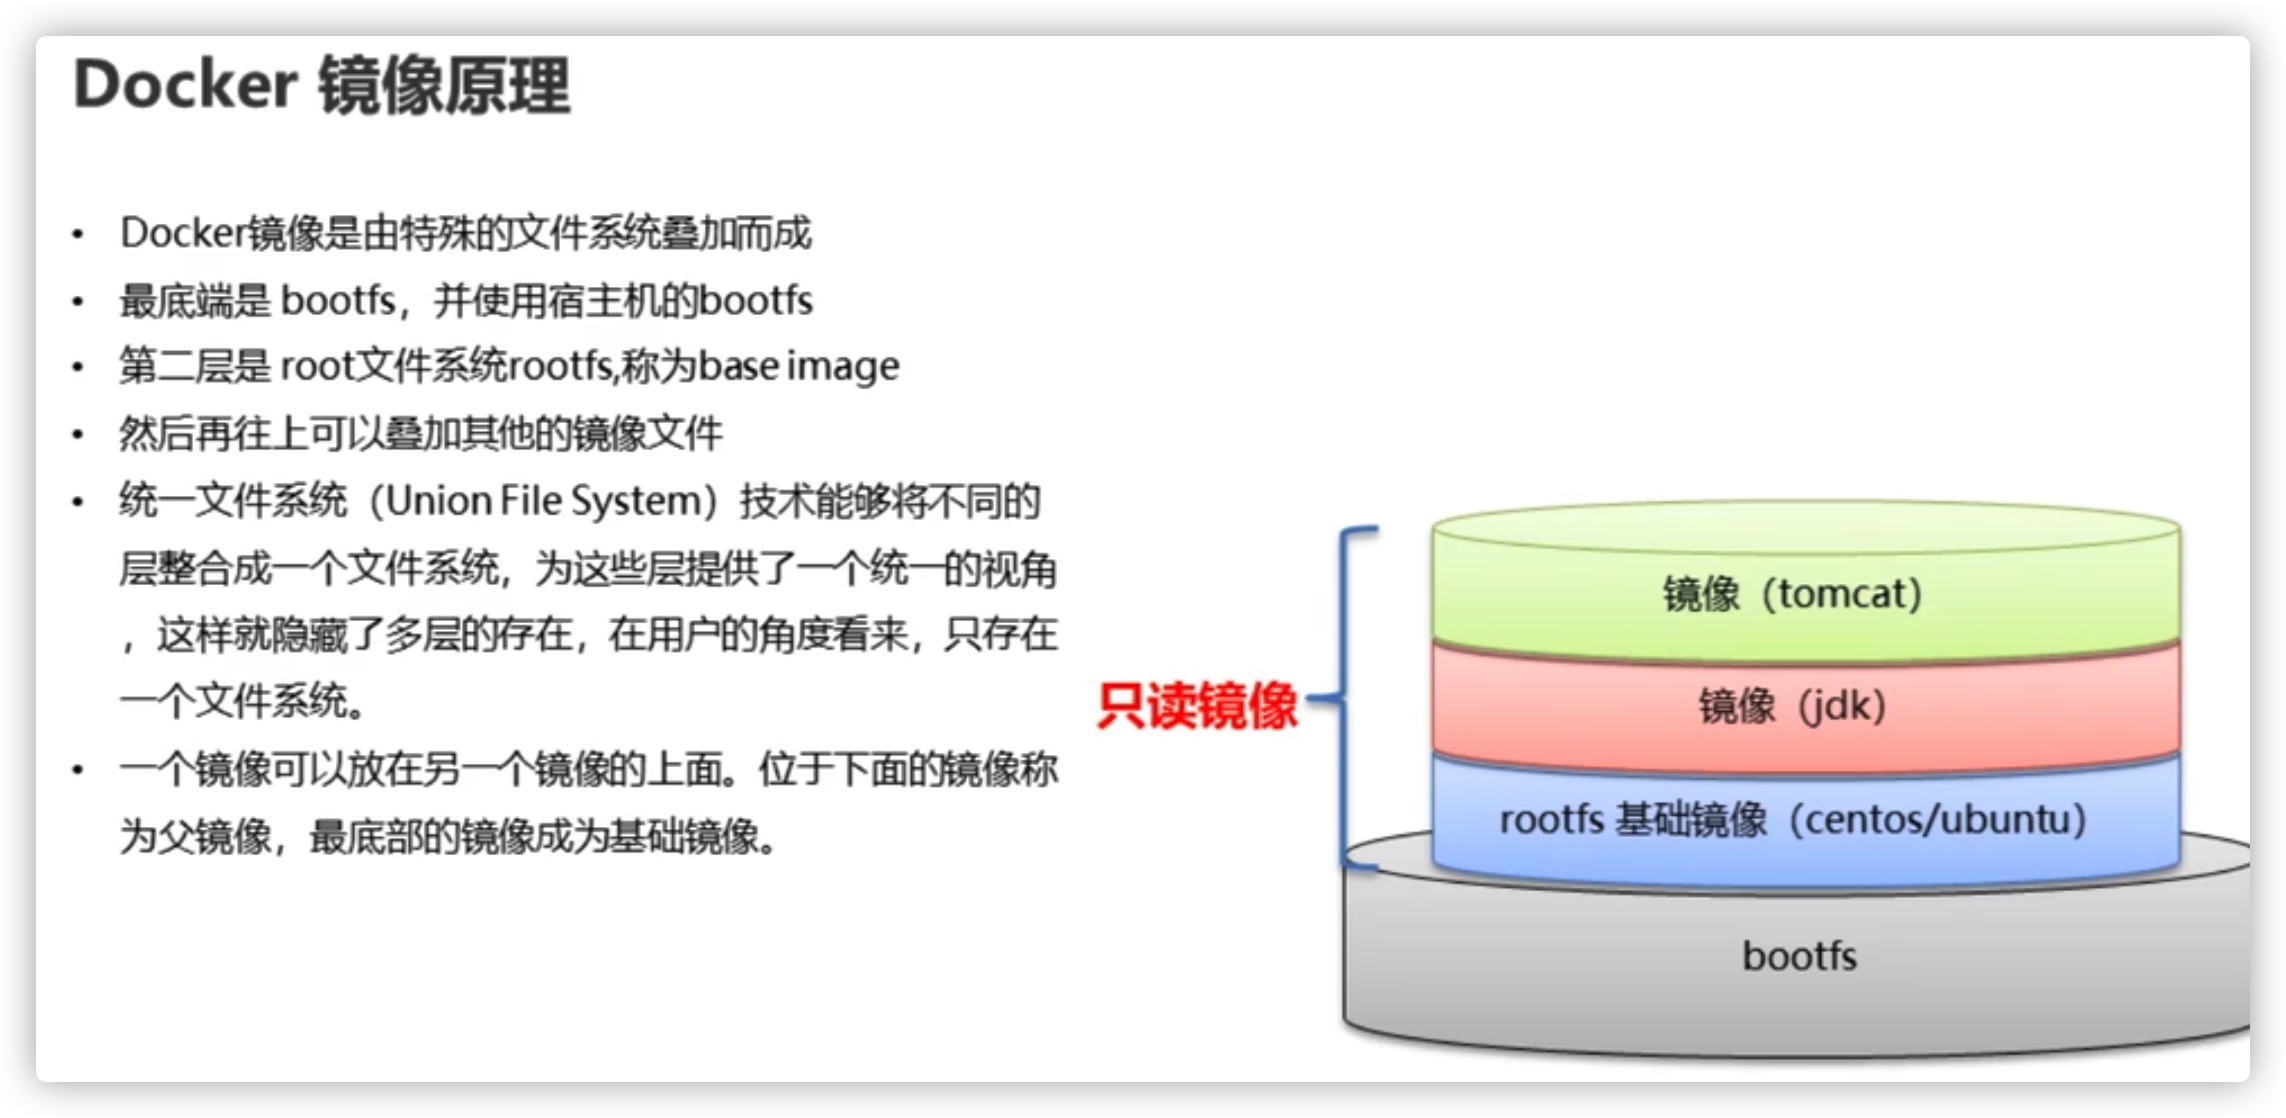 Docker 镜像原理
• Docker镜像是由特殊的文件系统叠加而成
• 最底端是 bootfs，并使用宿主机的bootfs
• 第二层是 root文件系统rootfs,称为base image
• 然后再往上可以叠加其他的镜像文件
• 统一文件系统（Union File System）技术能够将不同的
层整合成一个文件系统，为这些层提供了一个统一的视角
，这样就隐藏了多层的存在，在用户的角度看来，只存在
一个文件系统。
• 一个镜像可以放在另一个镜像的上面。位于下面的镜像称
为父镜像，最底部的镜像成为基础镜像。
只读镜像
镜像（tomcat）
镜像（jdk）
rootfs 基础镜像（centos/ubuntu）
bootfs